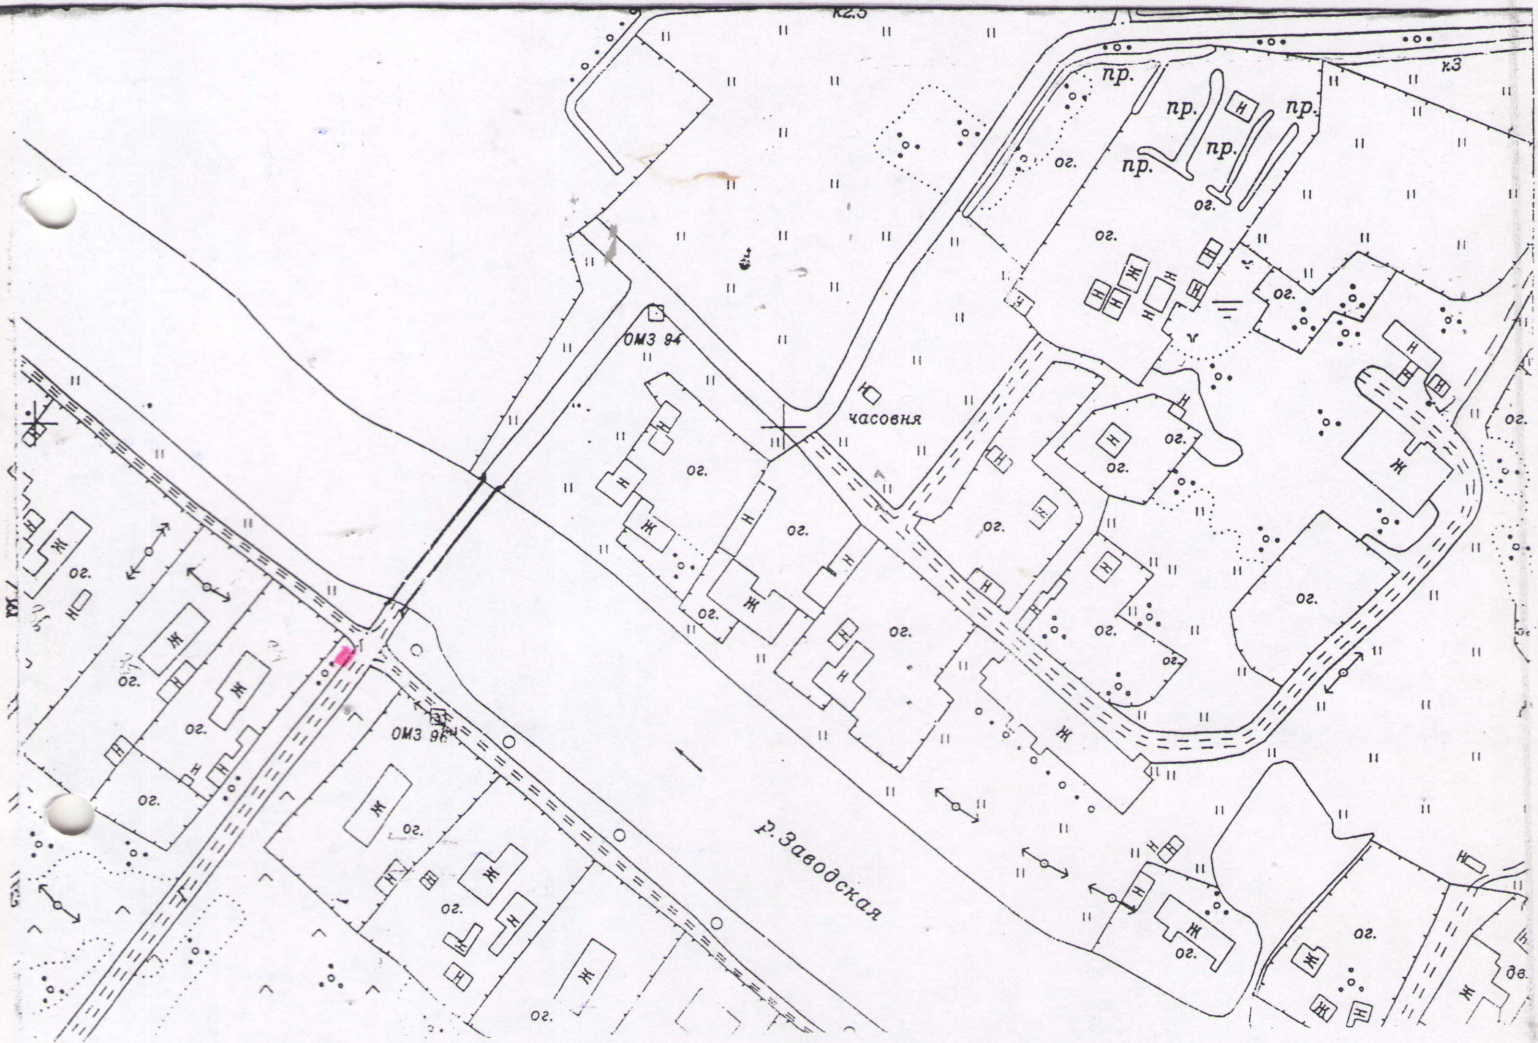 к2.5
к3
пр.
пр.
Н
пр.
пр.
пр.
ог.
ог.
ог.
Н
Ж
Н
Н
Н
Н
Н
Н
ог.
ОМЗ 94
Н
часовня
Н
Н
Н
Н
Н
ог.
Н
ог.
ог.
Н
ог.
Н
Ж
Н
Ж
Н
ог.
ог.
Н
Н
Н
Ж
ог.
Н
Н
Ж
ог.
ог.
Н
Н
Н
ог.
ог.
ог.
Ж
Н
ог.
Н
Ж
ог.
ОМЗ 96
Н
Н
Н
ог.
Ж
Ж
ог.
р.Заводская
Н
Н
Н
Н
Н
Ж
ог.
Н
Н
Н
Ж
ог.
ог.
Ж
Ж
дв.
Ж
Ж
Н
ог.